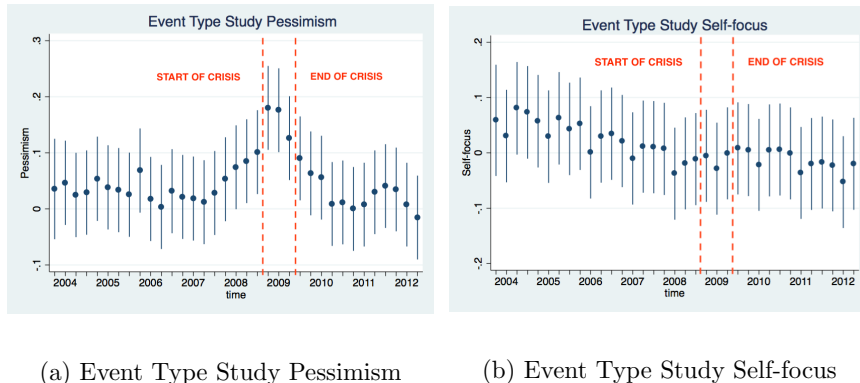 Event Type Study Pessimism
.3
.2
.1
0
-.1
Pessimism
START OF CRISIS
END OF CRISIS
2004 2005 2006 2007 2008 2009 2010 2011 2012
time
(a) Event Type Study Pessimism
Event Type Study Self-focus
.2
.1
0
-.1
-.2
Self-focus
START OF CRISIS
END OF CRISIS
2004 2005 2006 2007 2008 2009 2010 2011 2012
time
(b) Event Type Study Self-focus